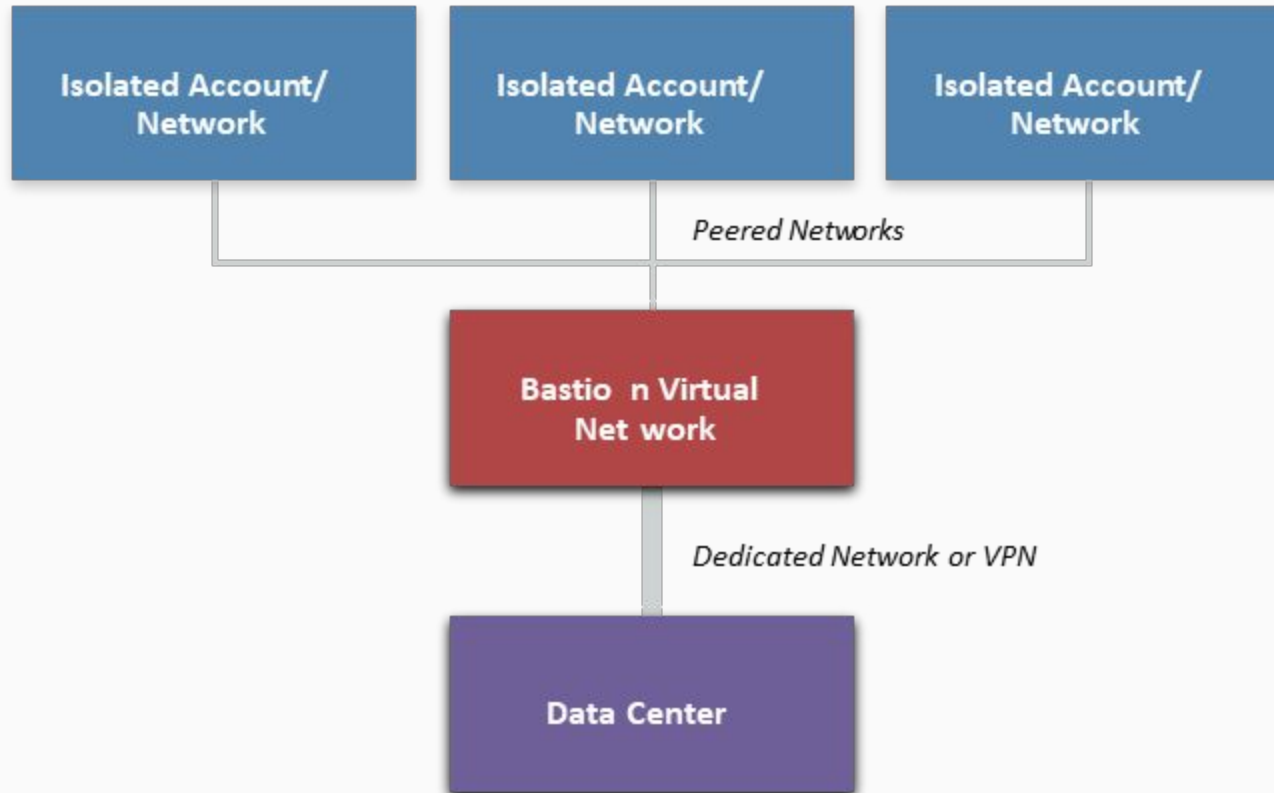 Isolated Account/
Network
Isolated Account/
Network
Isolated Account/
Network
Peered Networks
Bastio n Virtual
Net work
Dedicated Network or VPN
Data Center